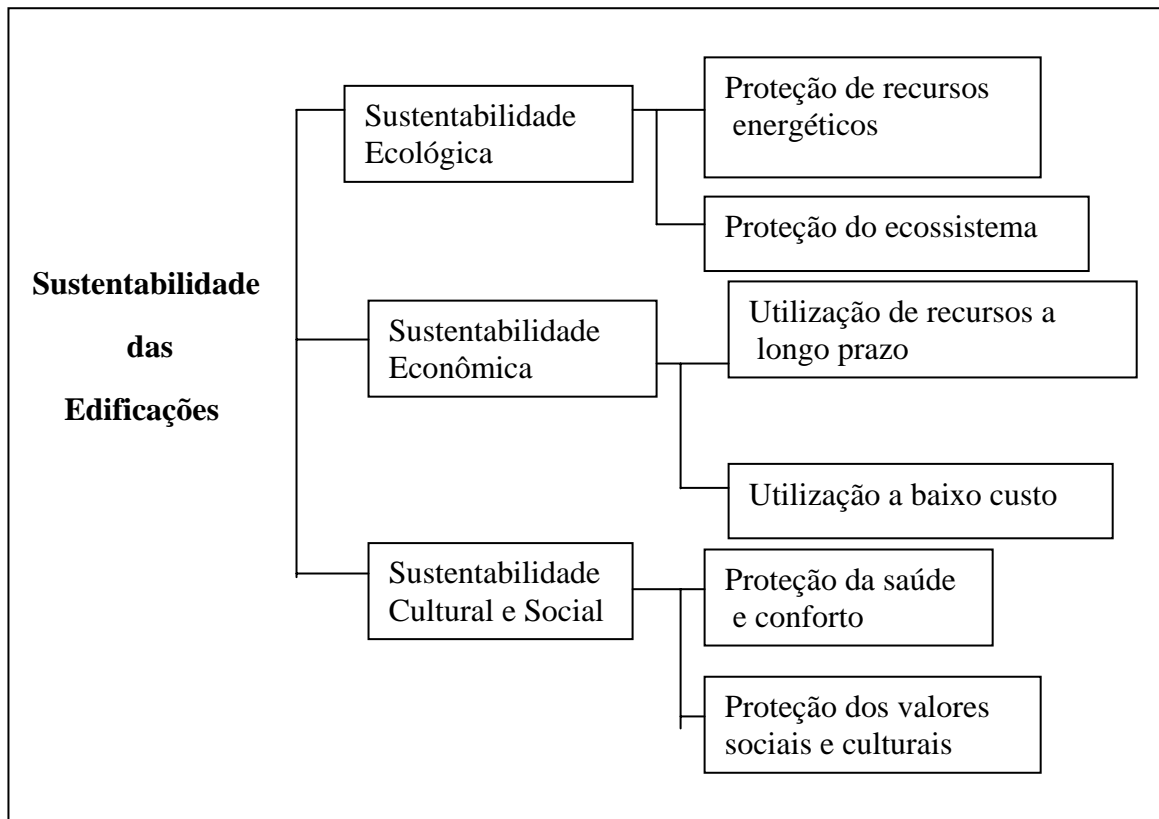 Sustentabilidade
das
Edificações
Sustentabilidade
Ecológica
Proteção de recursos
energéticos
Proteção do ecossistema
Sustentabilidade
Econômica
Utilização de recursos a
longo prazo
Utilização a baixo custo
Sustentabilidade
Cultural e Social
Proteção da saúde
e conforto
Proteção dos valores
sociais e culturais